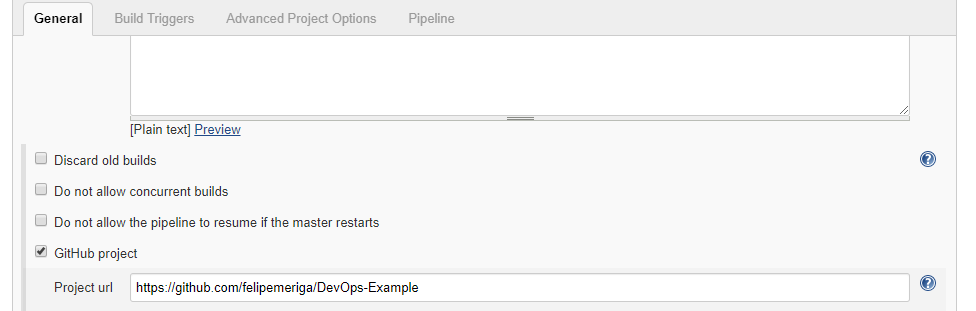 General Build Triggers Advanced Project Options Pipeline
[Plain text] Preview
Discard old builds
Do not allow concurrent builds
Do not allow the pipeline to resume if the master restarts
GitHub project
Project url https://github.com/felipemeriga/DevOps-Example